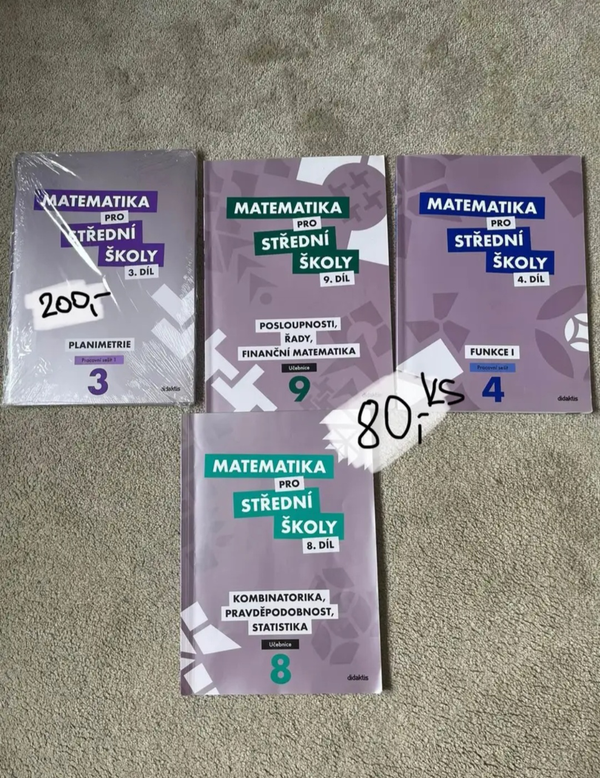 MATEMATIKA
PRO
STŘEDNÍ
ŠKOLY
3. DÍL
200,-
PLANIMETRIE
Pracovní sešit 1
3
didaktis
MATEMATIKA
PRO
STŘEDNÍ
ŠKOLY
9. DÍL
POSLOUPNOSTI,
ŘADY,
FINANČNÍ MATEMATIKA
Učebnice
9
MATEMATIKA
PRO
STŘEDNÍ
ŠKOLY
4. DÍL
FUNKCE I
Pracovní sešit
4
didaktis
80,-ks
MATEMATIKA
PRO
STŘEDNÍ
ŠKOLY
8. DÍL
KOMBINATORIKA,
PRAVDĚPODOBNOST,
STATISTIKA
Učebnice
8
didaktis